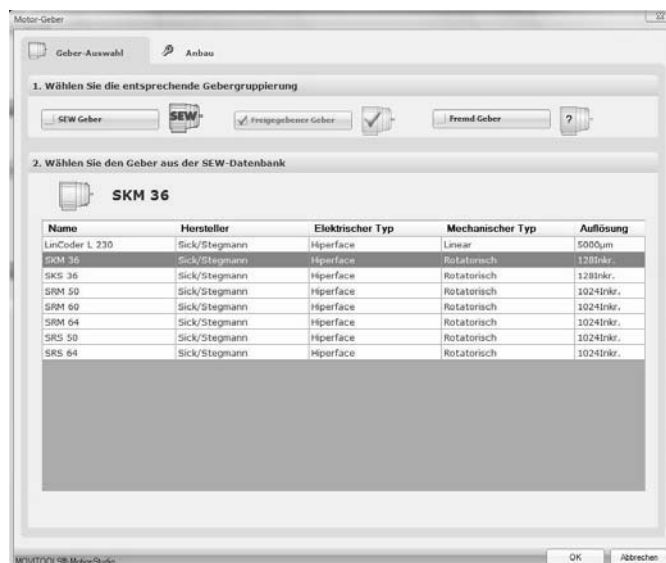 Motor-Geber
Geber-Auswahl
Anbau
1. Wählen Sie die entsprechende Gebergruppierung
SEW Geber
SEW
Freigegebener Geber
Fremd Geber
?
2. Wählen Sie den Geber aus der SEW-Datenbank
SKM 36
Name Hersteller Elektrischer Typ Mechanischer Typ Auflösung
LinCoder L 230 Sick/Stegmann Hiperface Linear 5000µm
SKM 36 Sick/Stegmann Hiperface Rotatorisch 128Inkr.
SKS 36 Sick/Stegmann Hiperface Rotatorisch 128Inkr.
SRM 50 Sick/Stegmann Hiperface Rotatorisch 1024Inkr.
SRM 60 Sick/Stegmann Hiperface Rotatorisch 1024Inkr.
SRM 64 Sick/Stegmann Hiperface Rotatorisch 1024Inkr.
SRS 50 Sick/Stegmann Hiperface Rotatorisch 1024Inkr.
SRS 64 Sick/Stegmann Hiperface Rotatorisch 1024Inkr.
MOVITOOLS® MotionStudio
OK
Abbrechen